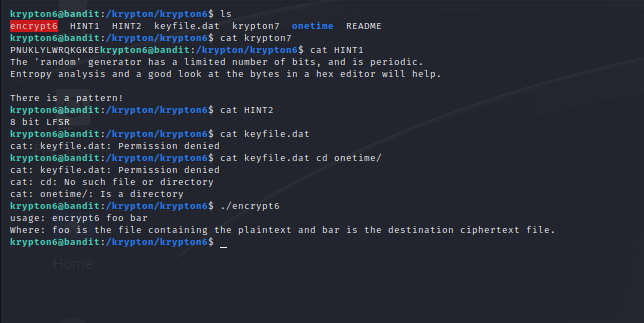 krypton6@bandit:/krypton/krypton6$ ls
encrypt6 HINT1 HINT2 keyfile.dat krypton7 onetime README
krypton6@bandit:/krypton/krypton6$ cat krypton7
PNUKLYLWRQKGKBEkrypton6@bandit:/krypton/krypton6$ cat HINT1
The 'random' generator has a limited number of bits, and is periodic.
Entropy analysis and a good look at the bytes in a hex editor will help.
There is a pattern!
krypton6@bandit:/krypton/krypton6$ cat HINT2
8 bit LFSR
krypton6@bandit:/krypton/krypton6$ cat keyfile.dat
cat: keyfile.dat: Permission denied
krypton6@bandit:/krypton/krypton6$ cat keyfile.dat cd onetime/
cat: keyfile.dat: Permission denied
cat: cd: No such file or directory
cat: onetime/: Is a directory
krypton6@bandit:/krypton/krypton6$ ./encrypt6
usage: encrypt6 foo bar
Where: foo is the file containing the plaintext and bar is the destination ciphertext file.
krypton6@bandit:/krypton/krypton6$ _
Home